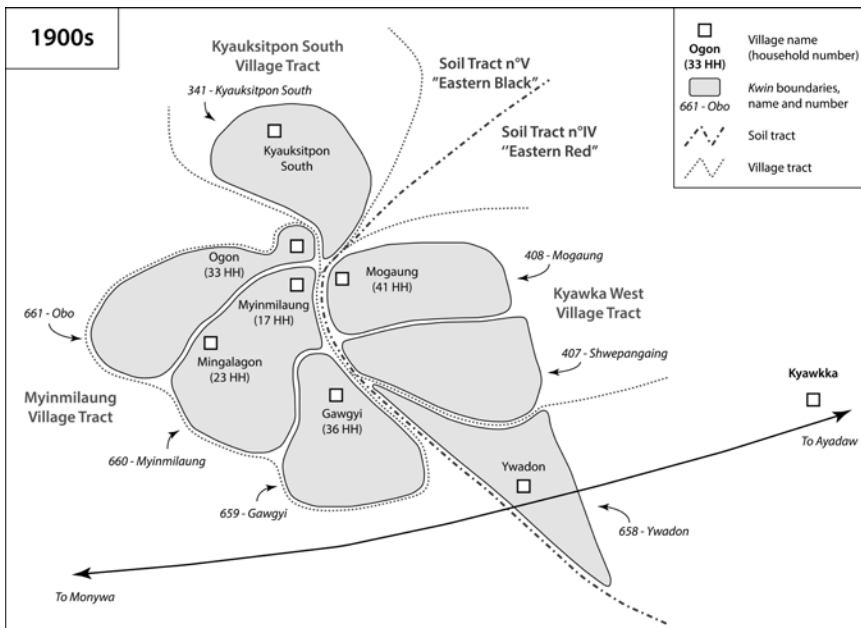 1900s
Kyauksitpon South
Village Tract
341 - Kyauksitpon South
Kyauksitpon
South
Soil Tract n°V
"Eastern Black"
Soil Tract n°IV
''Eastern Red"
Ogon
(33 HH)
Village name
(household number)
661 - Obo
Kwin boundaries,
name and number
Soil tract
Village tract
Ogon
(33 HH)
Myinmilaung
(17 HH)
Mogaung
(41 HH)
408 - Mogaung
Kyawka West
Village Tract
661 - Obo
Mingalagon
(23 HH)
407 - Shwepangaing
Myinmilaung
Village Tract
Gawgyi
(36 HH)
Kyawkka
To Ayadaw
660 - Myinmilaung
Ywadon
659 - Gawgyi
658 - Ywadon
To Monywa